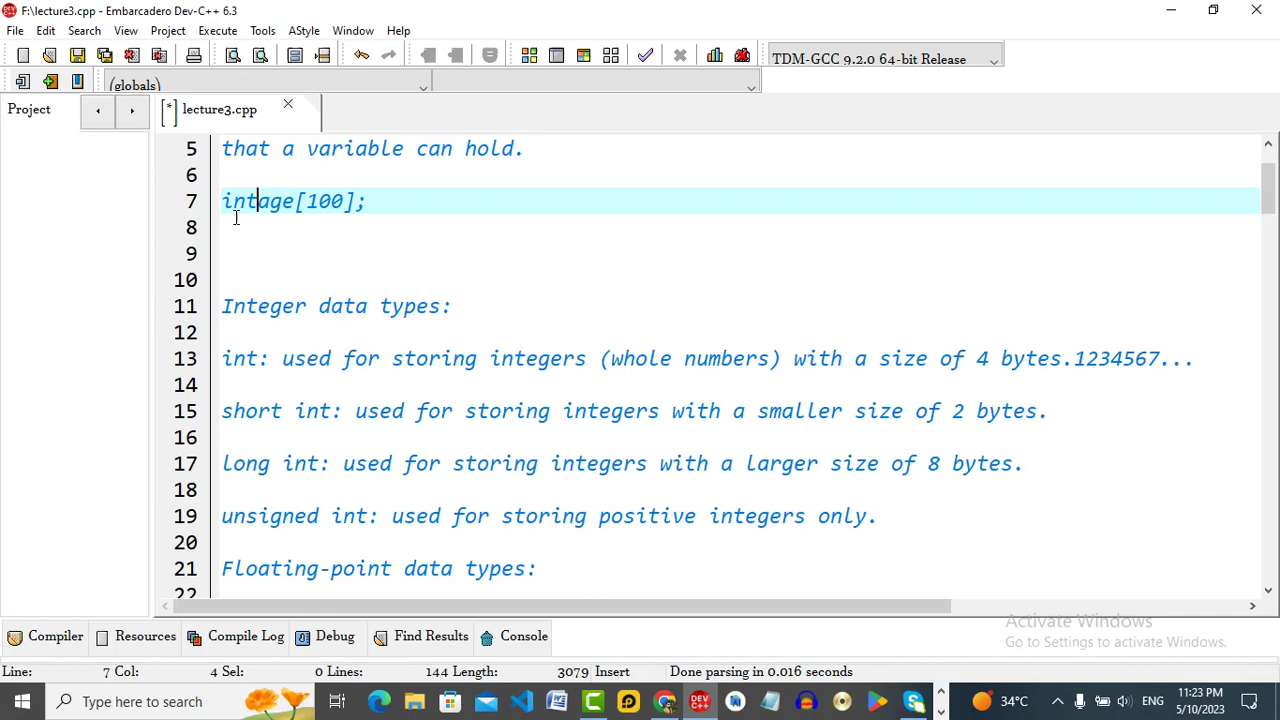 F:\lecture3.cpp - Embarcadero Dev-C++ 6.3
File Edit Search View Project Execute Tools AStyle Window Help
TDM-GCC 9.2.0 64-bit Release
(globals)
Project
[*] lecture3.cpp
5 that a variable can hold.
6
7 intage[100];
8
9
10
11 Integer data types:
12
13 int: used for storing integers (whole numbers) with a size of 4 bytes.1234567...
14
15 short int: used for storing integers with a smaller size of 2 bytes.
16
17 long int: used for storing integers with a larger size of 8 bytes.
18
19 unsigned int: used for storing positive integers only.
20
21 Floating-point data types:
22
Activate Windows
Go to Settings to activate Windows.
Compiler Resources Compile Log Debug Find Results Console
Line: 7 Col: 4 Sel: 0 Lines: 144 Length: 3079 Insert Done parsing in 0.016 seconds
Type here to search
34°C
ENG
11:23 PM
5/10/2023